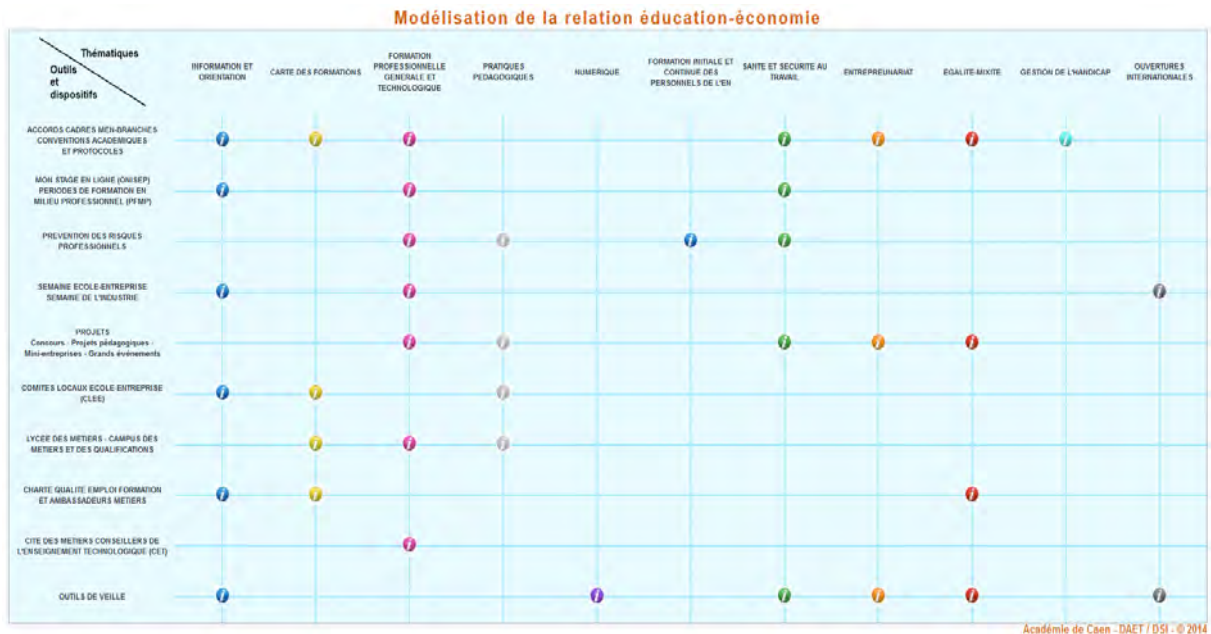 Modélisation de la relation éducation-économie
Thématiques
Outils
et
dispositifs
INFORMATION ET
ORIENTATION
CARTE DES FORMATIONS
FORMATION
PROFESSIONNELLE
GENERALE ET
TECHNOLOGIQUE
PRATIQUES
PEDAGOGIQUES
NUMERIQUE
FORMATION INITIALE ET
CONTINUE DES
PERSONNELS DE L'EN
SANTE ET SECURITE AU
TRAVAIL
ENTREPREUNARIAT
EGALITE-MIXITE
GESTION DE L'HANDICAP
OUVERTURES
INTERNATIONALES
ACCORDS CADRES MEN-BRANCHES
CONVENTIONS ACADEMIQUES
ET PROTOCOLES
i i i i i i i
MON STAGE EN LIGNE (ONISEP)
PERIODES DE FORMATION EN
MILIEU PROFESSIONNEL (PFMP)
i i i
PREVENTION DES RISQUES
PROFESSIONNELS
i i i i
SEMAINE ECOLE-ENTREPRISE
SEMAINE DE L'INDUSTRIE
i i i
PROJETS
Concours - Projets pédagogiques -
Mini-entreprises - Grands événements
i i i i i
COMITES LOCAUX ECOLE-ENTREPRISE
(CLEE)
i i i
LYCEE DES METIERS - CAMPUS DES
METIERS ET DES QUALIFICATIONS
i i i
CHARTE QUALITE EMPLOI FORMATION
ET AMBASSADEURS METIERS
i i i
CITE DES METIERS CONSEILLERS DE
L'ENSEIGNEMENT TECHNOLOGIQUE (CET)
i
OUTILS DE VEILLE
i i i i i i
Académie de Caen - DAET / DSI - © 2014